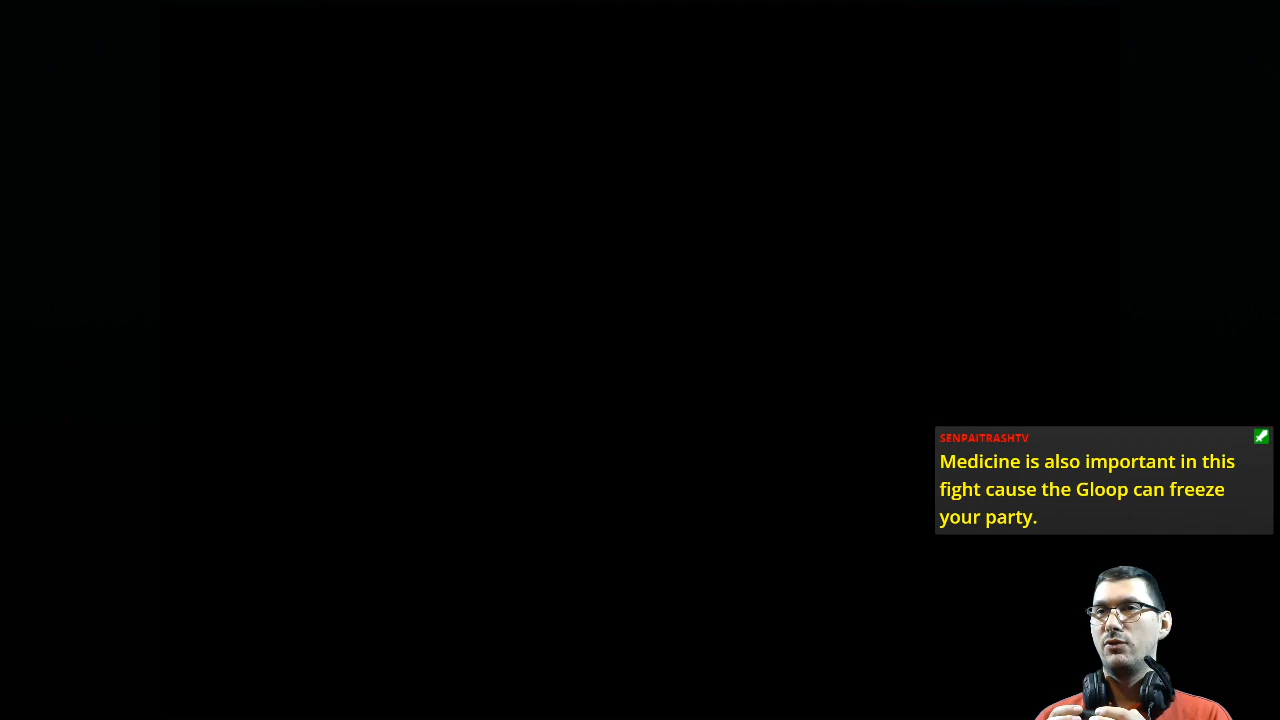 SENPAITRASHTV
Medicine is also important in this
fight cause the Gloop can freeze
your party.